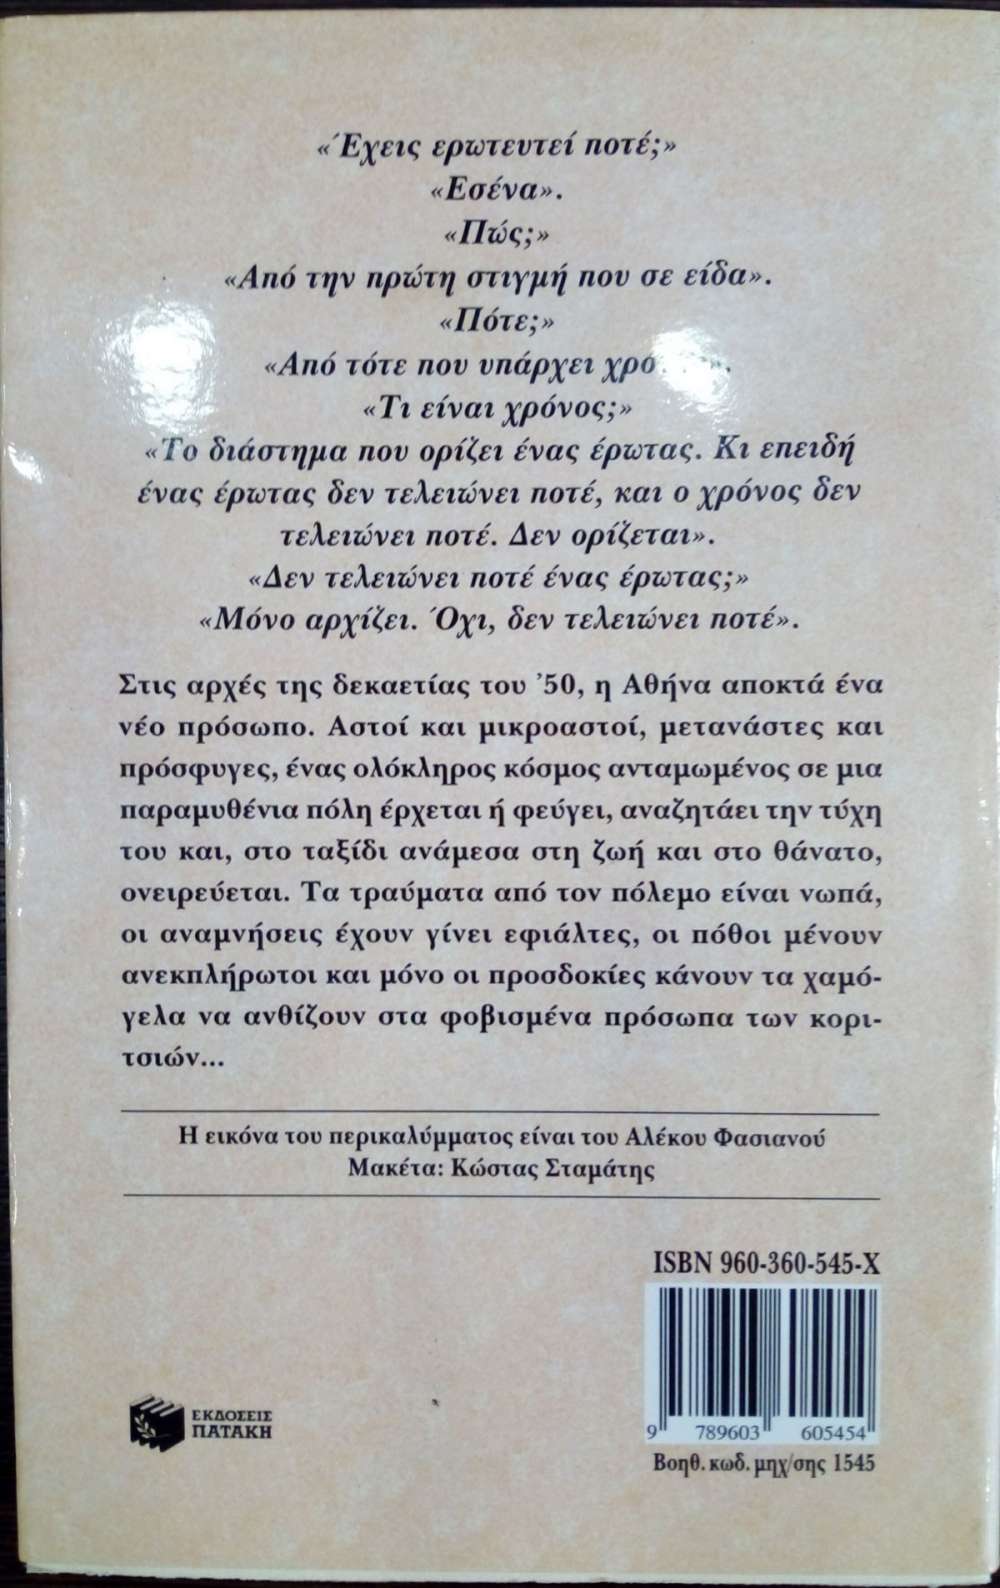 «Έχεις ερωτευτεί ποτέ;»
«Εσένα».
«Πώς;»
«Από την πρώτη στιγμή που σε είδα».
«Πότε;»
«Από τότε που υπάρχει
«Τι είναι χρόνος;»
«Το διάστημα που ορίζει ένας έρωτας. Κι επειδή
ένας έρωτας δεν τελειώνει ποτέ, και ο χρόνος δεν
τελειώνει ποτέ. Δεν ορίζεται».
«Δεν τελειώνει ποτέ ένας έρωτας;»
«Μόνο αρχίζει. Όχι, δεν τελειώνει ποτέ».
Στις αρχές της δεκαετίας του ’50, η Αθήνα αποκτά ένα
νέο πρόσωπο. Αστοί και μικροαστοί, μετανάστες και
πρόσφυγες, ένας ολόκληρος κόσμος ανταμωμένος σε μια
παραμυθένια πόλη έρχεται ή φεύγει, αναζητάει την τύχη
του και, στο ταξίδι ανάμεσα στη ζωή και στο θάνατο,
ονειρεύεται. Τα τραύματα από τον πόλεμο είναι νωπά,
οι αναμνήσεις έχουν γίνει εφιάλτες, οι πόθοι μένουν
ανεκπλήρωτοι και μόνο οι προσδοκίες κάνουν τα χαμό-
γελα να ανθίζουν στα φοβισμένα πρόσωπα των κορι-
τσιών...
Η εικόνα του περικαλύμματος είναι του Αλέκου Φασιανού
Μακέτα: Κώστας Σταμάτης
ISBN 960-360-545-X
9 789603 605454
Βοηθ. κωδ. μηχ/σης 1545
ΕΚΔΟΣΕΙΣ
ΠΑΤΑΚΗ